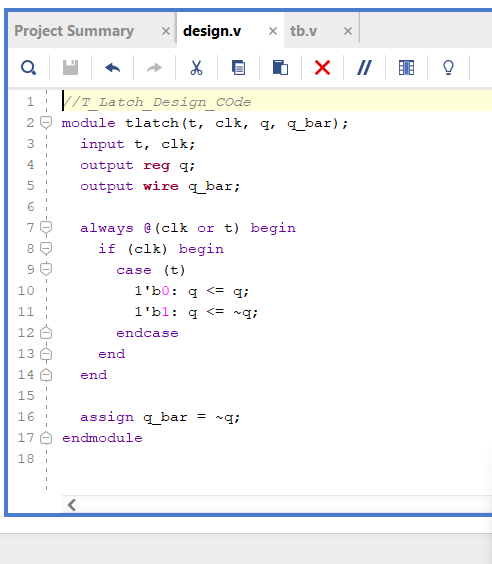 Project Summary × design.v × tb.v ×
1 //T_Latch_Design_COde
2 module tlatch(t, clk, q, q_bar);
3   input t, clk;
4   output reg q;
5   output wire q_bar;
6
7   always @(clk or t) begin
8     if (clk) begin
9       case (t)
10         1'b0: q <= q;
11         1'b1: q <= ~q;
12       endcase
13     end
14   end
15
16   assign q_bar = ~q;
17 endmodule
18